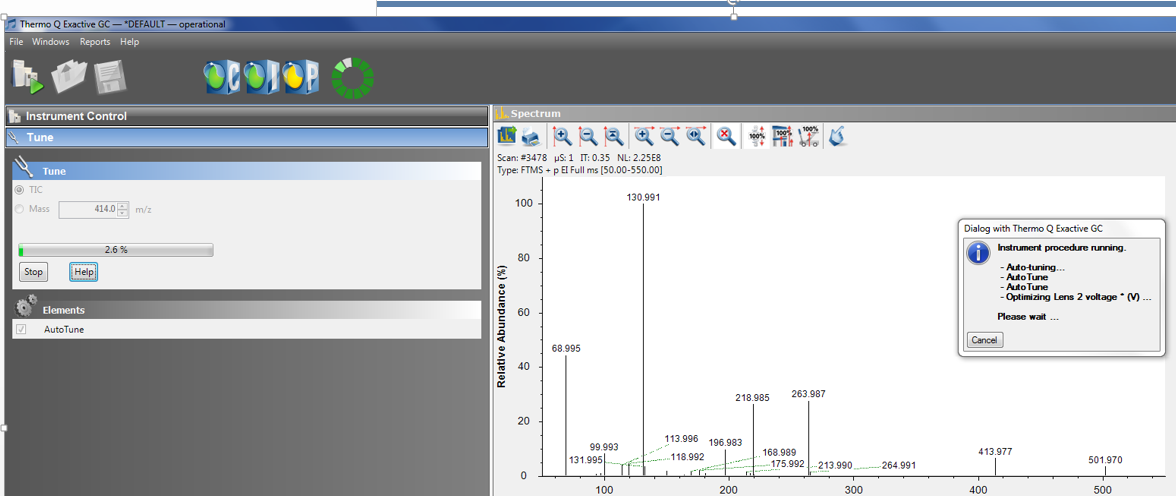 Thermo Q Exactive GC — *DEFAULT — operational
File Windows Reports Help
C I P
Instrument Control
Tune
Tune
TIC
Mass 414.0 m/z
2.6 %
Stop Help
Elements
AutoTune
Spectrum
100% 100% 100%
Scan: #3478 µS: 1 IT: 0.35 NL: 2.25E8
Type: FTMS + p EI Full ms [50.00-550.00]
Relative Abundance (%)
100
80
60
40
20
0
100 200 300 400 500
130.991
68.995
263.987
218.985
113.996
99.993
196.983
118.992
168.989
413.977
131.995
175.992
213.990
264.991
501.970
Dialog with Thermo Q Exactive GC
Instrument procedure running.
- Auto-tuning...
- AutoTune
- AutoTune
- Optimizing Lens 2 voltage * (V) ...
Please wait ...
Cancel